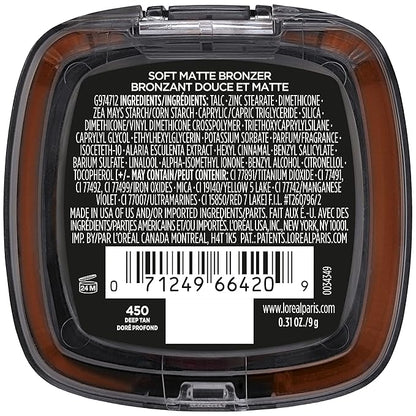 SOFT MATTE BRONZER
BRONZANT DOUCE ET MATTE
G974712 INGREDIENTS/INGRÉDIENTS: TALC • ZINC STEARATE • DIMETHICONE •
ZEA MAYS STARCH/CORN STARCH • CAPRYLIC/CAPRIC TRIGLYCERIDE • SILICA •
DIMETHICONE/VINYL DIMETHICONE CROSSPOLYMER • TRIETHOXYCAPRYLYLSILANE •
CAPRYLYL GLYCOL • ETHYLHEXYLGLYCERIN • POTASSIUM SORBATE • PARFUM/FRAGRANCE •
ISOCETETH-10 • ALARIA ESCULENTA EXTRACT • HEXYL CINNAMAL • BENZYL SALICYLATE •
BARIUM SULFATE • LINALOOL • ALPHA-ISOMETHYL IONONE • BENZYL ALCOHOL • CITRONELLOL •
TOCOPHEROL [+/- MAY CONTAIN/PEUT CONTENIR: CI 77891/TITANIUM DIOXIDE • CI 77491,
CI 77492, CI 77499/IRON OXIDES • MICA • CI 19140/YELLOW 5 LAKE • CI 77742/MANGANESE
VIOLET • CI 77007/ULTRAMARINES • CI 15850/RED 7 LAKE] F.I.L. #T260796/2
MADE IN USA OF US AND/OR IMPORTED INGREDIENTS/PARTS. FAIT AUX É.-U. AVEC DES
INGRÉD./PARTIES AMÉRICAINS ET/OU IMPORTÉS. L'ORÉAL USA, INC., NEW YORK, NY 10001.
IMP. BY/PAR L'ORÉAL CANADA MONTREAL, H4T 1K5 PAT.: PATENTS.LOREALPARIS.COM
24 M
0 71249 66420 9
0034349
450
DEEP TAN
DORÉ PROFOND
www.lorealparis.com
0.31 OZ./9 g